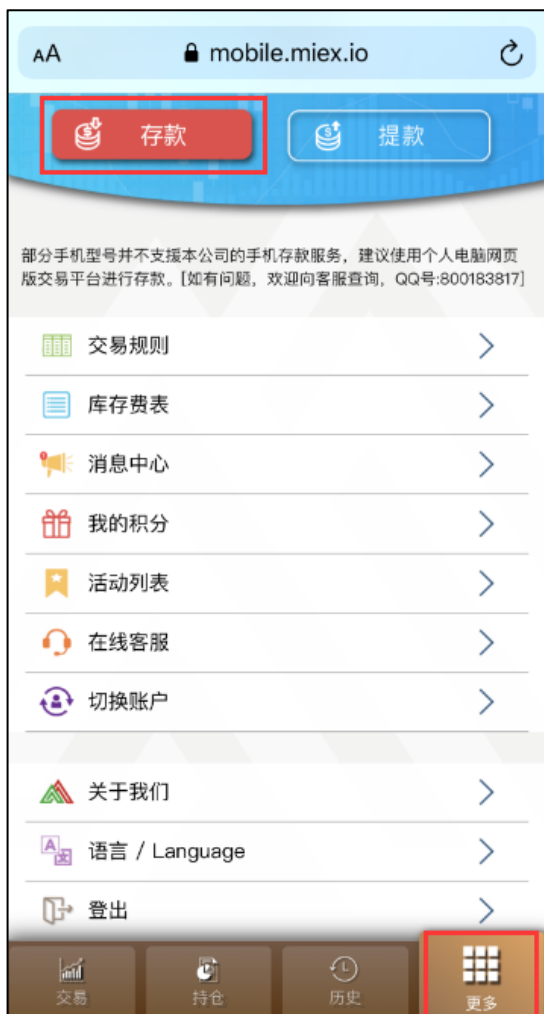 AA mobile.miex.io
存款 提款
部分手机型号并不支援本公司的手机存款服务，建议使用个人电脑网页
版交易平台进行存款。[如有问题，欢迎向客服查询，QQ号:800183817]
交易规则
库存费表
消息中心
我的积分
活动列表
在线客服
切换账户
关于我们
语言 / Language
登出
交易 持仓 历史 更多